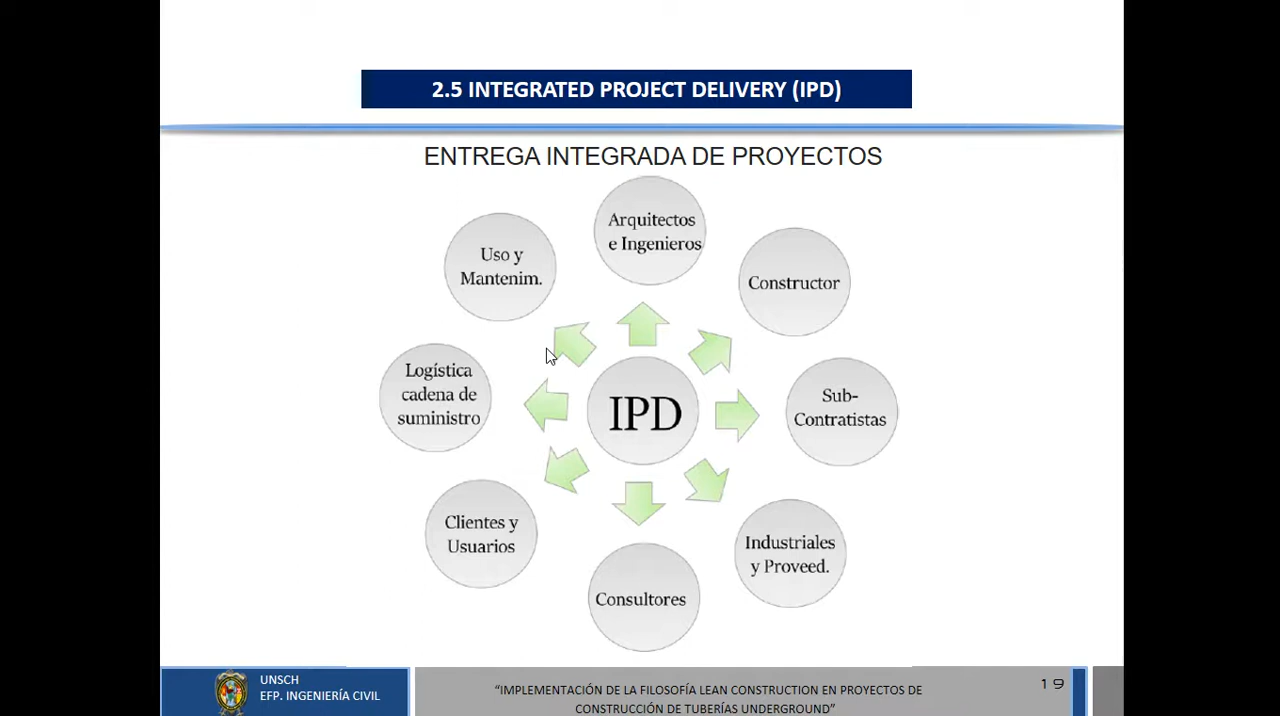 2.5 INTEGRATED PROJECT DELIVERY (IPD)
ENTREGA INTEGRADA DE PROYECTOS
Arquitectos
e Ingenieros
Uso y
Mantenim.
Constructor
Logística
cadena de
suministro
IPD
Sub-
Contratistas
Clientes y
Usuarios
Industriales
y Proveed.
Consultores
UNSCH
EFP. INGENIERÍA CIVIL
“IMPLEMENTACIÓN DE LA FILOSOFÍA LEAN CONSTRUCTION EN PROYECTOS DE
CONSTRUCCIÓN DE TUBERÍAS UNDERGROUND”
19